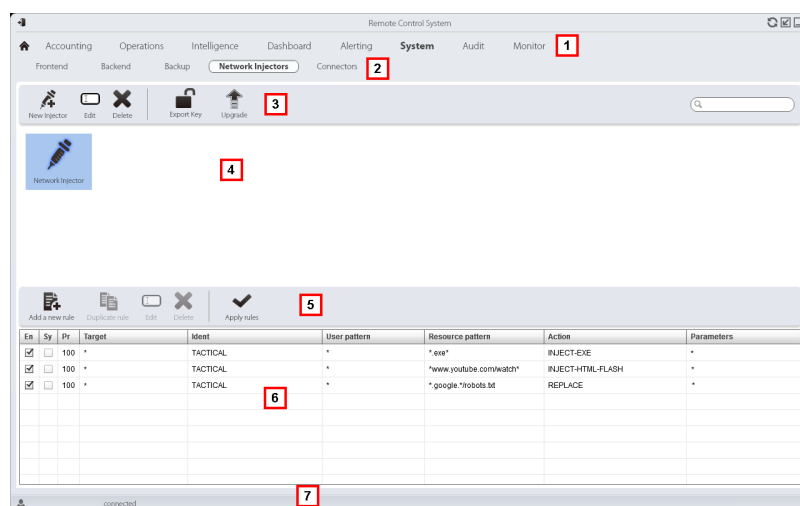 Remote Control System
Accounting Operations Intelligence Dashboard Alerting System Audit Monitor 1
Frontend Backend Backup Network Injectors Connectors 2
New Injector Edit Delete Export Key Upgrade 3
Network Injector 4
Add a new rule Duplicate rule Edit Delete Apply rules 5
En Sy Pr Target Ident User pattern Resource pattern Action Parameters
100 * TACTICAL * *.exe* INJECT-EXE *
100 * TACTICAL * *www.youtube.com/watch* INJECT-HTML-FLASH *
100 * TACTICAL * *.google.*/robots.txt REPLACE *
6
connected 7